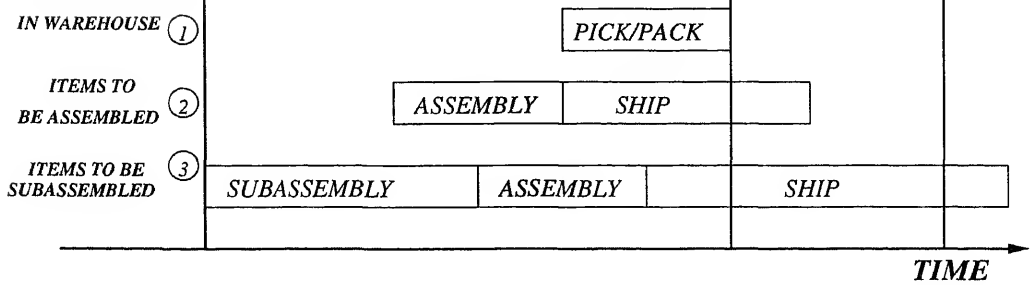 IN WAREHOUSE 1 PICK/PACK
ITEMS TO
BE ASSEMBLED 2 ASSEMBLY SHIP
ITEMS TO BE 3
SUBASSEMBLED SUBASSEMBLY ASSEMBLY SHIP
TIME